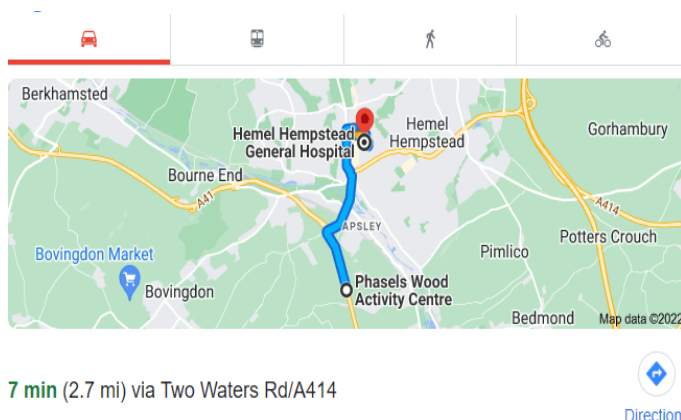 Berkhamsted
Hemel Hempstead
General Hospital
Hemel
Hempstead
Gorhambury
Bourne End
A41
A414
APSLEY
Potters Crouch
Bovingdon Market
Pimlico
Bovingdon
Phasels Wood
Activity Centre
Bedmond
Map data ©2022
7 min (2.7 mi) via Two Waters Rd/A414
Direction